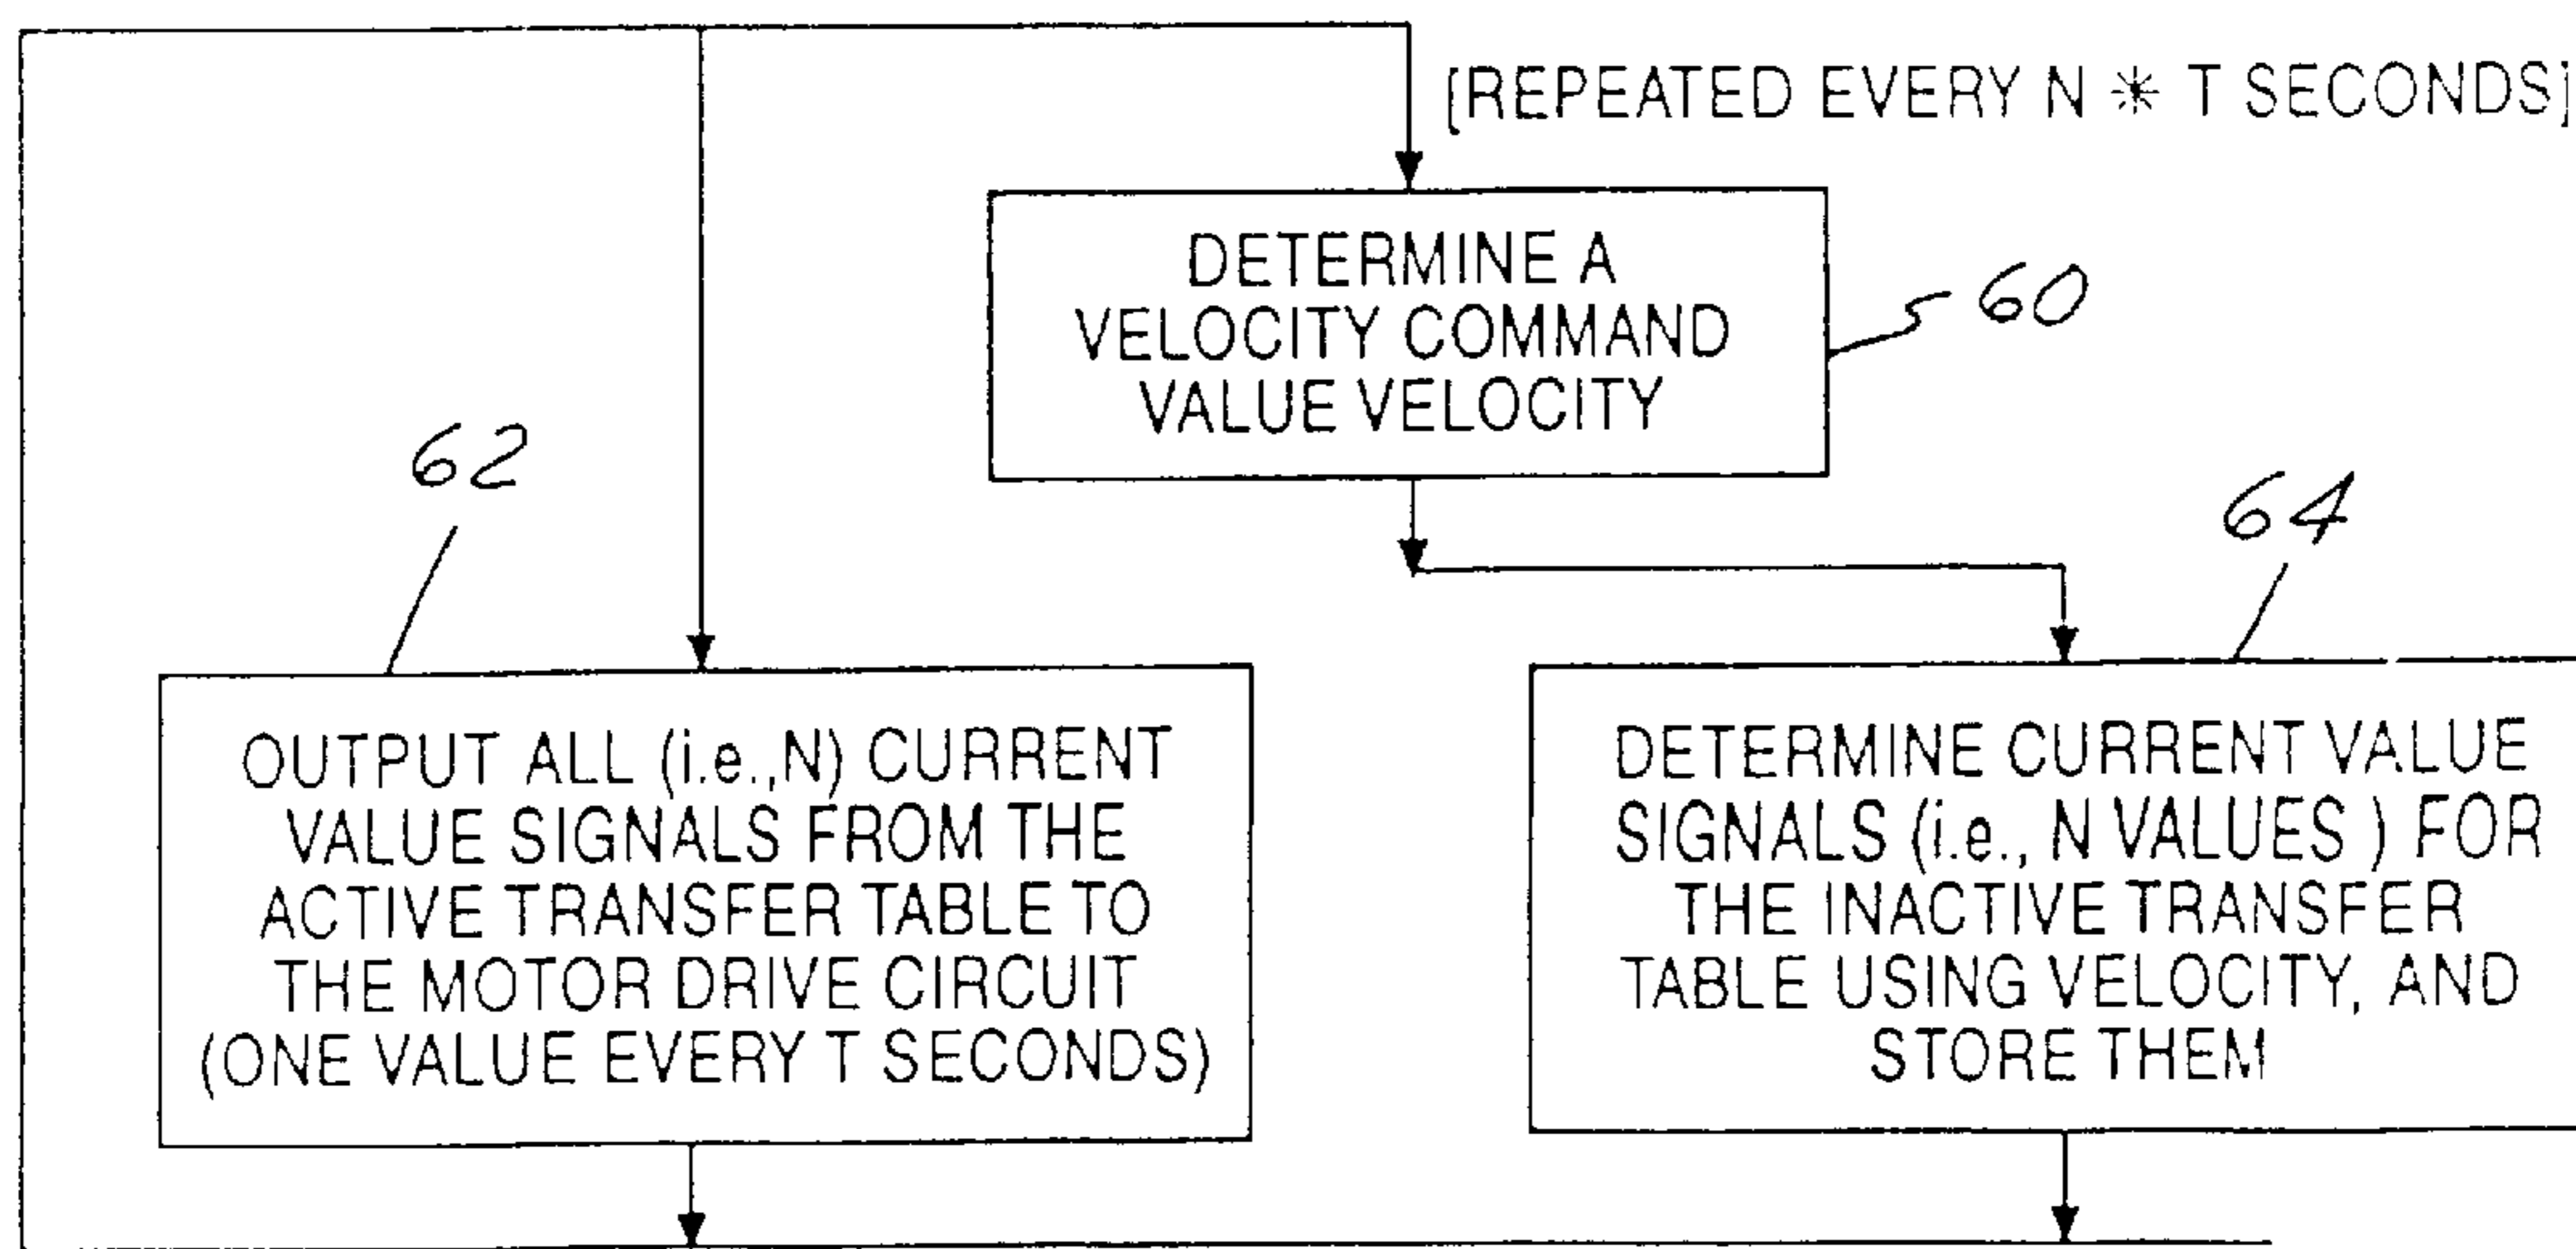 [REPEATED EVERY N * T SECONDS]
DETERMINE A
VELOCITY COMMAND
VALUE VELOCITY
60
62
64
OUTPUT ALL (i.e.,N) CURRENT
VALUE SIGNALS FROM THE
ACTIVE TRANSFER TABLE TO
THE MOTOR DRIVE CIRCUIT
(ONE VALUE EVERY T SECONDS)
DETERMINE CURRENT VALUE
SIGNALS (i.e., N VALUES ) FOR
THE INACTIVE TRANSFER
TABLE USING VELOCITY, AND
STORE THEM